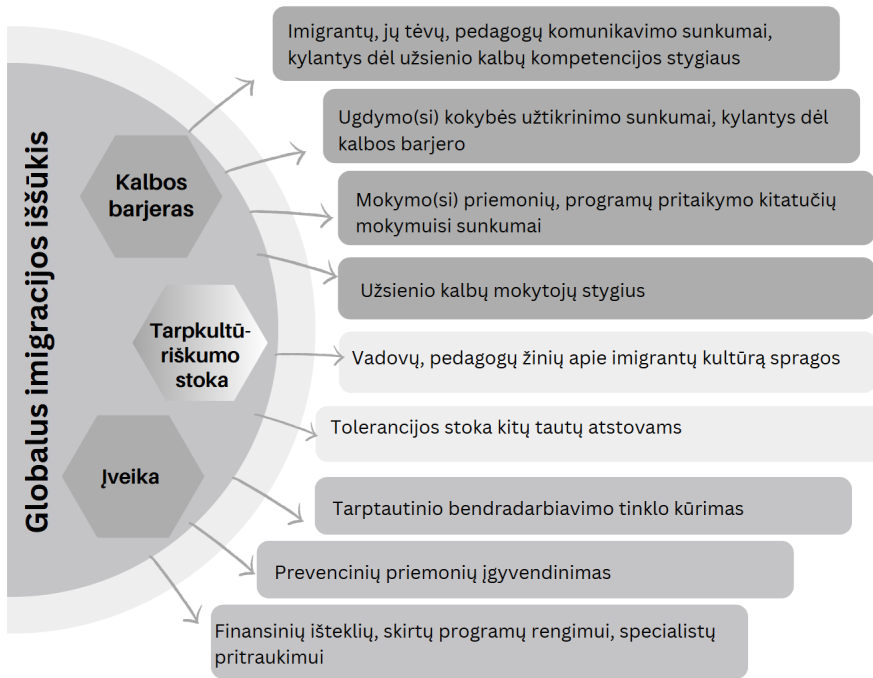 Globalus imigracijos iššūkis
Kalbos
barjeras
Imigrantų, jų tėvų, pedagogų komunikavimo sunkumai,
kylantys dėl užsienio kalbų kompetencijos stygiaus
Ugdymo(si) kokybės užtikrinimo sunkumai, kylantys dėl
kalbos barjero
Mokymo(si) priemonių, programų pritaikymo kitatučių
mokymuisi sunkumai
Užsienio kalbų mokytojų stygius
Tarpkultū-
riškumo
stoka
Vadovų, pedagogų žinių apie imigrantų kultūrą spragos
Tolerancijos stoka kitų tautų atstovams
Įveika
Tarptautinio bendradarbiavimo tinklo kūrimas
Prevencinių priemonių įgyvendinimas
Finansinių išteklių, skirtų programų rengimui, specialistų
pritraukimui